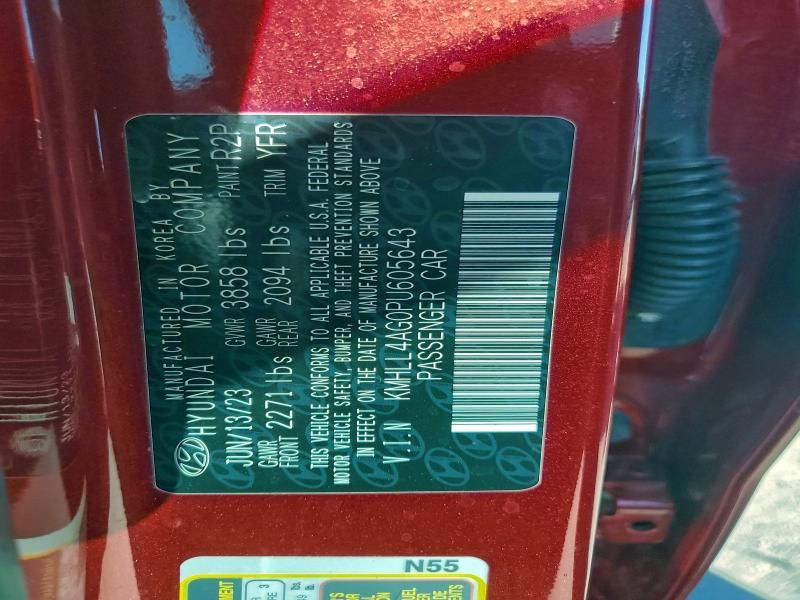 MANUFACTURED IN KOREA BY
HYUNDAI MOTOR COMPANY
JUN/13/23 GVWR 3858 lbs PAINT R2P
GAWR FRONT 2271 lbs GAWR REAR 2094 lbs TRIM YFR
THIS VEHICLE CONFORMS TO ALL APPLICABLE U.S.A. FEDERAL
MOTOR VEHICLE SAFETY, BUMPER, AND THEFT PREVENTION STANDARDS
IN EFFECT ON THE DATE OF MANUFACTURE SHOWN ABOVE
V.I.N KMHLL4AG0PU605643
PASSENGER CAR
N55